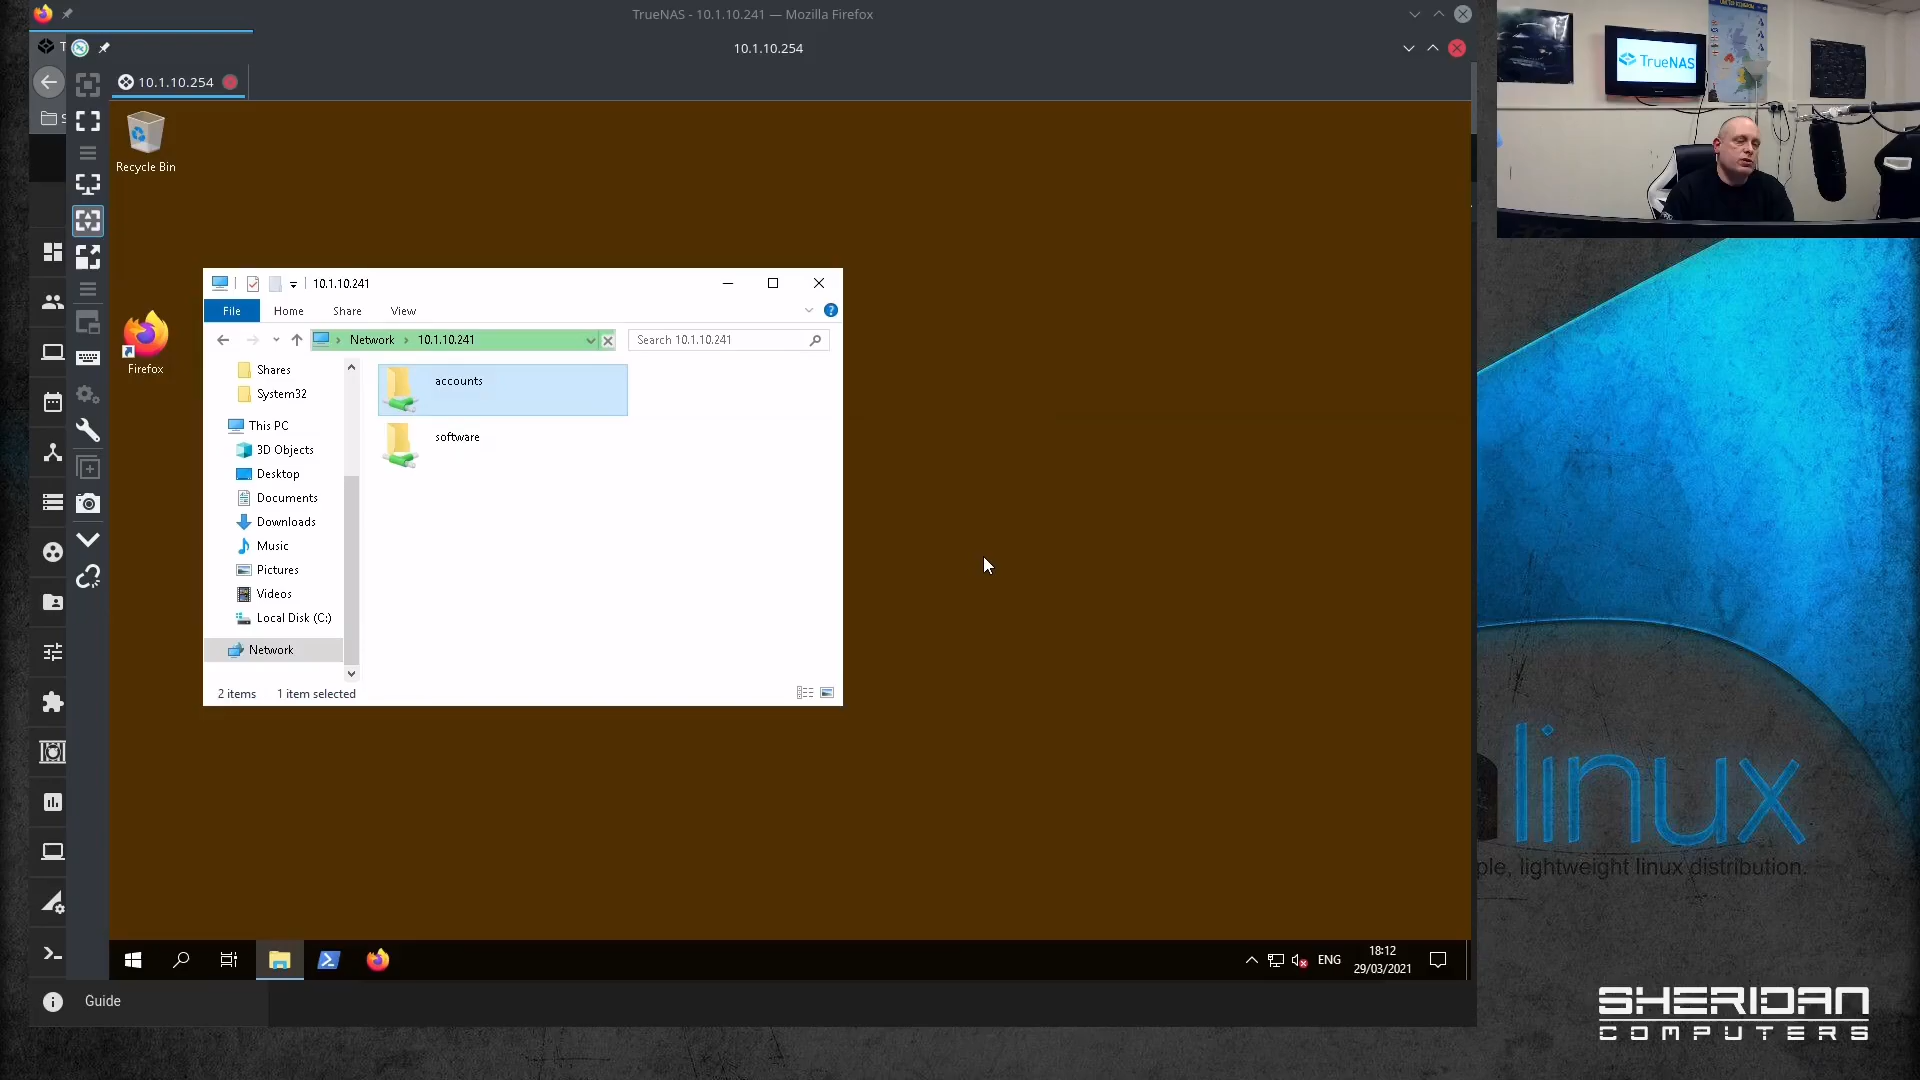 TrueNAS - 10.1.10.241 — Mozilla Firefox
10.1.10.254
10.1.10.254
TrueNAS
Recycle Bin
Firefox
10.1.10.241
File Home Share View
Network 10.1.10.241
Search 10.1.10.241
Shares
System32
This PC
3D Objects
Desktop
Documents
Downloads
Music
Pictures
Videos
Local Disk (C:)
Network
accounts
software
2 items 1 item selected
ENG
18:12
29/03/2021
Guide
linux
ple, lightweight linux distribution.
SHERIDAN
COMPUTERS